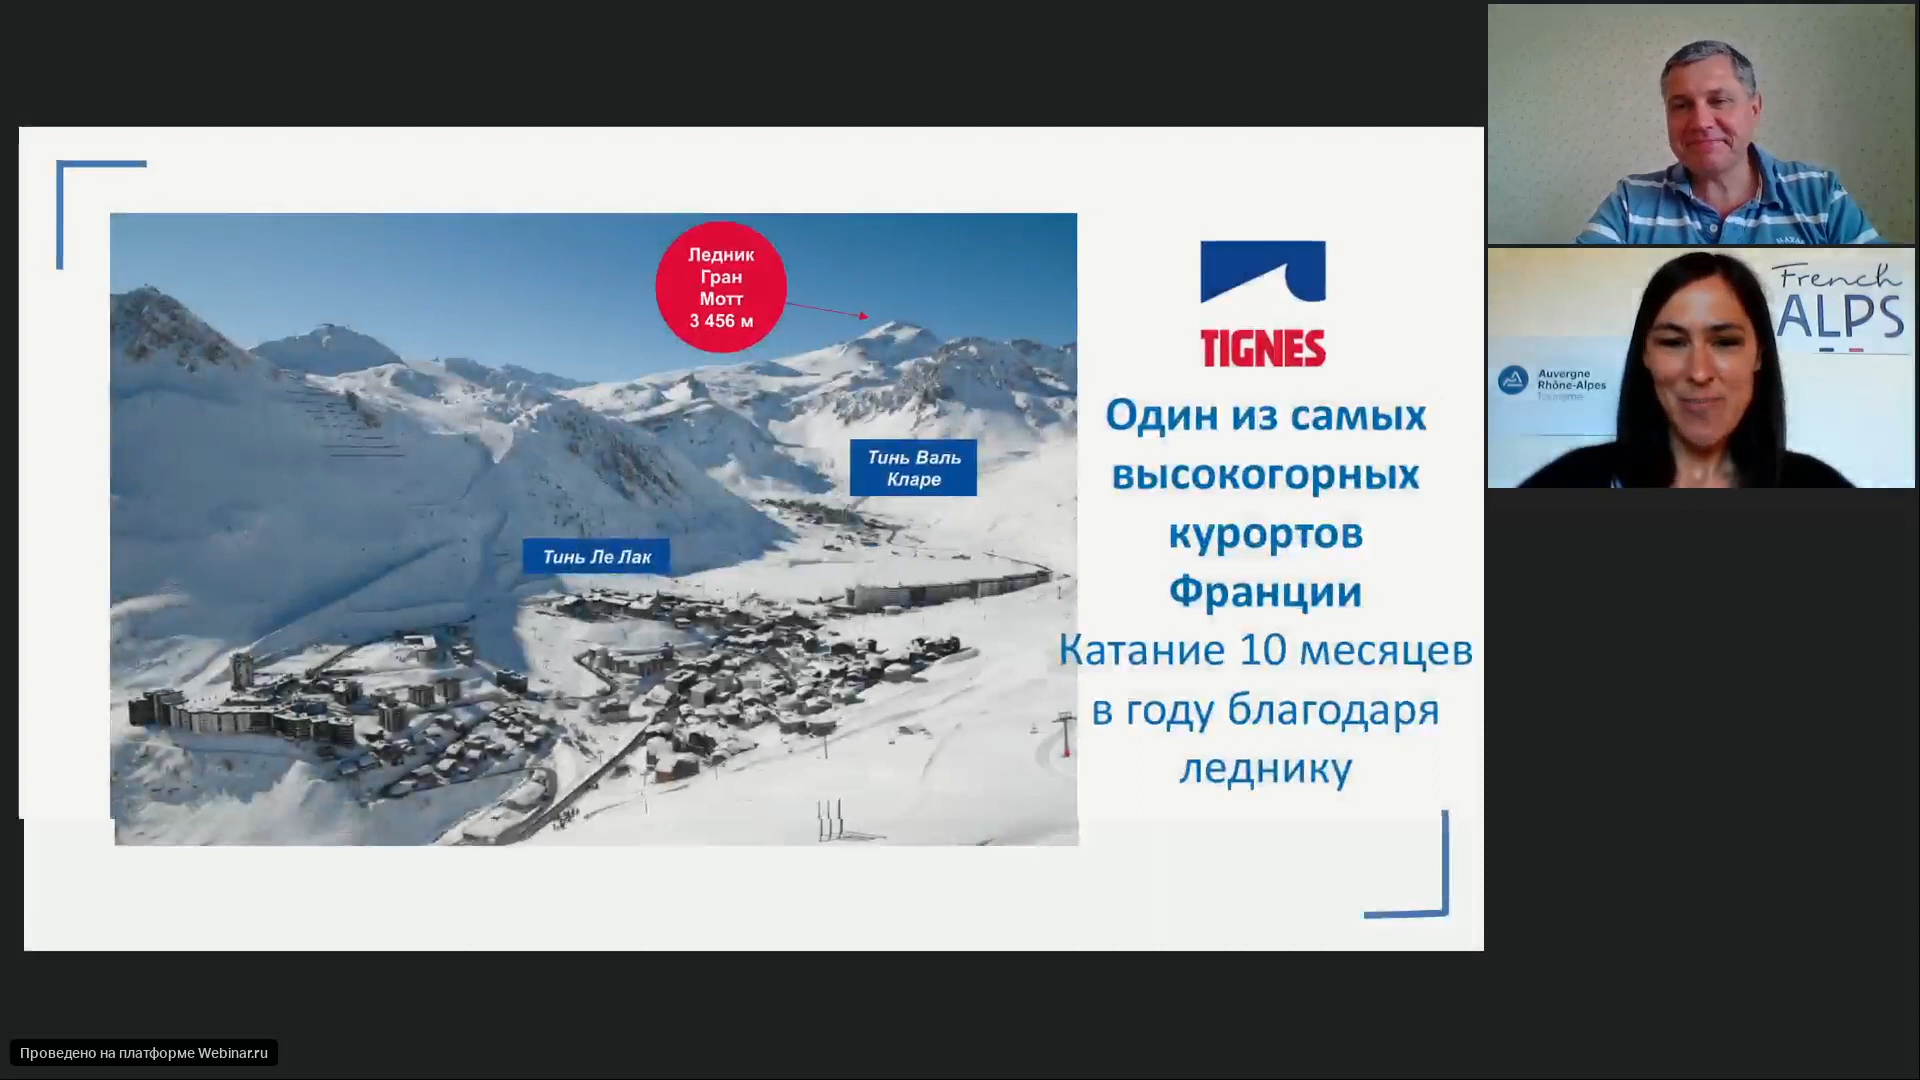 Ледник
Гран
Мотт
3 456 м
Тинь Валь
Кларе
Тинь Ле Лак
TIGNES
Один из самых
высокогорных
курортов
Франции
Катание 10 месяцев
в году благодаря
леднику
French
ALPS
Auvergne
Rhône-Alpes
Tourisme
Проведено на платформе Webinar.ru